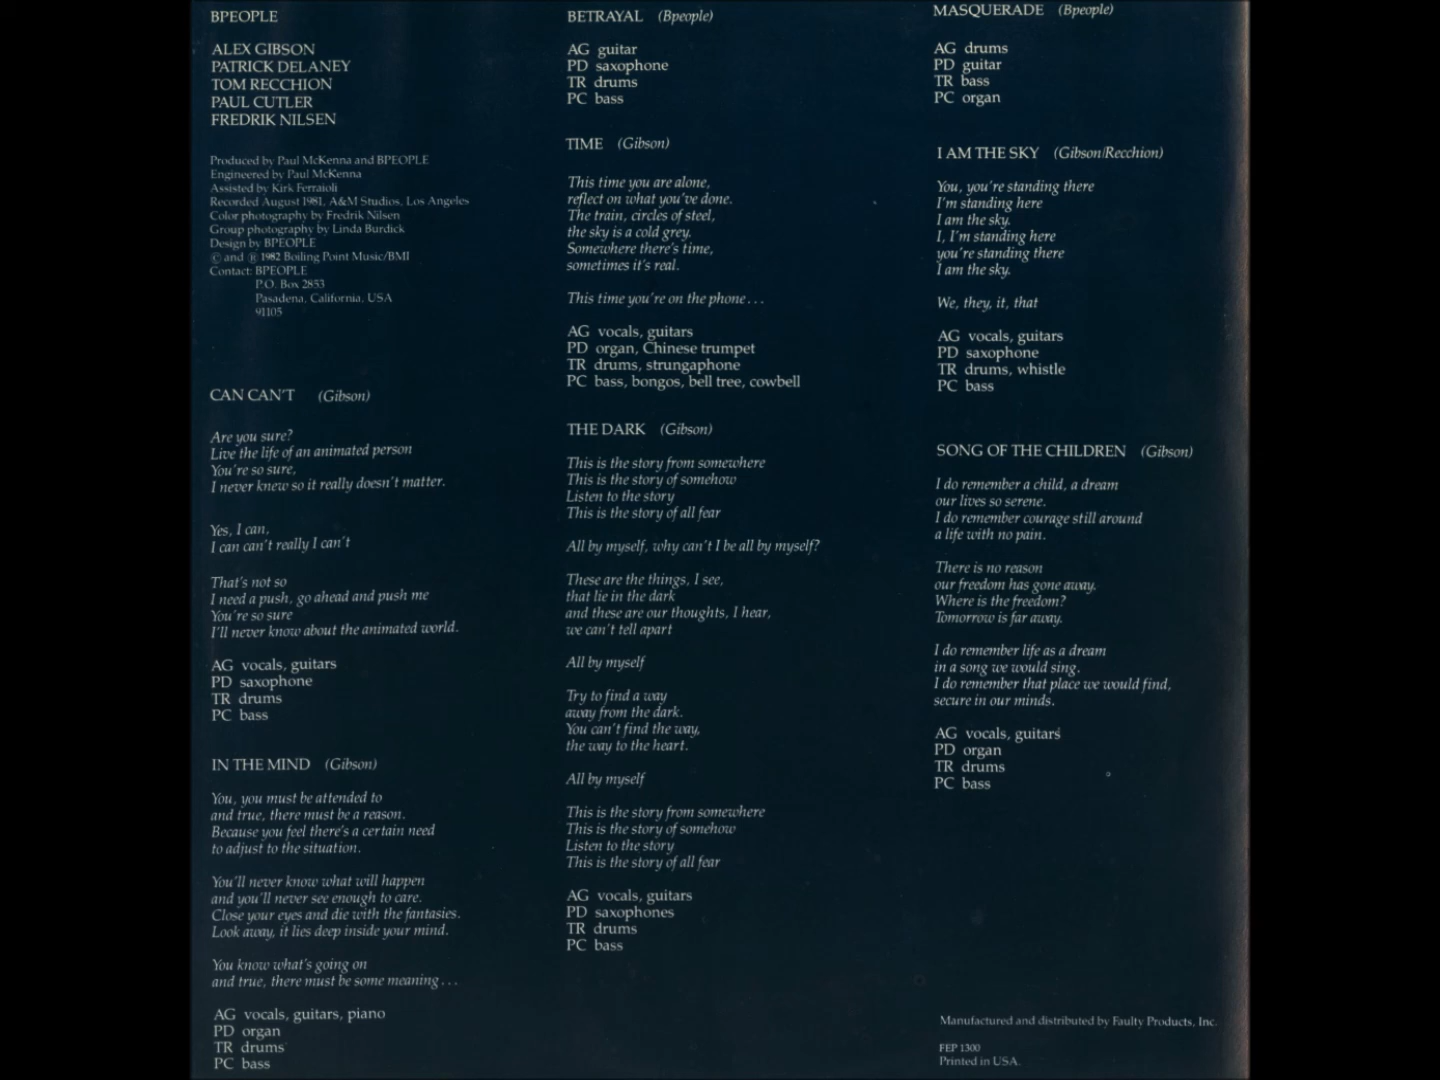 BPEOPLE
ALEX GIBSON
PATRICK DELANEY
TOM RECCHION
PAUL CUTLER
FREDRIK NILSEN
Produced by Paul McKenna and BPEOPLE
Engineered by Paul McKenna
Assisted by Kirk Ferraioli
Recorded August 1981, A&M Studios, Los Angeles
Color photography by Fredrik Nilsen
Group photography by Linda Burdick
Design by BPEOPLE
© and ℗ 1982 Boiling Point Music/BMI
Contact: BPEOPLE
P.O. Box 2853
Pasadena, California, USA
91105
CAN CAN'T (Gibson)
Are you sure?
Live the life of an animated person
You're so sure,
I never knew so it really doesn't matter.
Yes, I can,
I can can't really I can't
That's not so
I need a push, go ahead and push me
You're so sure
I'll never know about the animated world.
AG vocals, guitars
PD saxophone
TR drums
PC bass
IN THE MIND (Gibson)
You, you must be attended to
and true, there must be a reason.
Because you feel there's a certain need
to adjust to the situation.
You'll never know what will happen
and you'll never see enough to care.
Close your eyes and die with the fantasies.
Look away, it lies deep inside your mind.
You know what's going on
and true, there must be some meaning . . .
AG vocals, guitars, piano
PD organ
TR drums
PC bass
BETRAYAL (Bpeople)
AG guitar
PD saxophone
TR drums
PC bass
TIME (Gibson)
This time you are alone,
reflect on what you've done.
The train, circles of steel,
the sky is a cold grey.
Somewhere there's time,
sometimes it's real.
This time you're on the phone . . .
AG vocals, guitars
PD organ, Chinese trumpet
TR drums, strungaphone
PC bass, bongos, bell tree, cowbell
THE DARK (Gibson)
This is the story from somewhere
This is the story of somehow
Listen to the story
This is the story of all fear
All by myself, why can't I be all by myself?
These are the things, I see,
that lie in the dark
and these are our thoughts, I hear,
we can't tell apart
All by myself
Try to find a way
away from the dark.
You can't find the way,
the way to the heart.
All by myself
This is the story from somewhere
This is the story of somehow
Listen to the story
This is the story of all fear
AG vocals, guitars
PD saxophones
TR drums
PC bass
MASQUERADE (Bpeople)
AG drums
PD guitar
TR bass
PC organ
I AM THE SKY (Gibson/Recchion)
You, you're standing there
I'm standing here
I am the sky.
I, I'm standing here
you're standing there
I am the sky.
We, they, it, that
AG vocals, guitars
PD saxophone
TR drums, whistle
PC bass
SONG OF THE CHILDREN (Gibson)
I do remember a child, a dream
our lives so serene.
I do remember courage still around
a life with no pain.
There is no reason
our freedom has gone away.
Where is the freedom?
Tomorrow is far away.
I do remember life as a dream
in a song we would sing.
I do remember that place we would find,
secure in our minds.
AG vocals, guitars
PD organ
TR drums
PC bass
Manufactured and distributed by Faulty Products, Inc.
FEP 1300
Printed in USA.